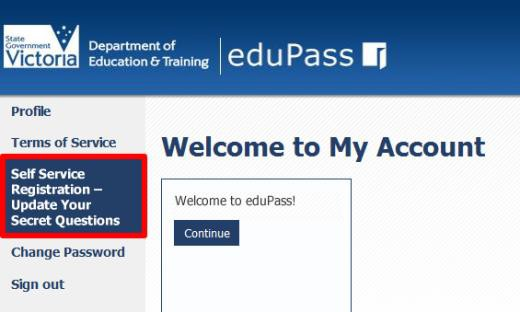 State
Government
Victoria
Department of
Education & Training
eduPass
Profile
Terms of Service
Self Service
Registration –
Update Your
Secret Questions
Change Password
Sign out
Welcome to My Account
Welcome to eduPass!
Continue